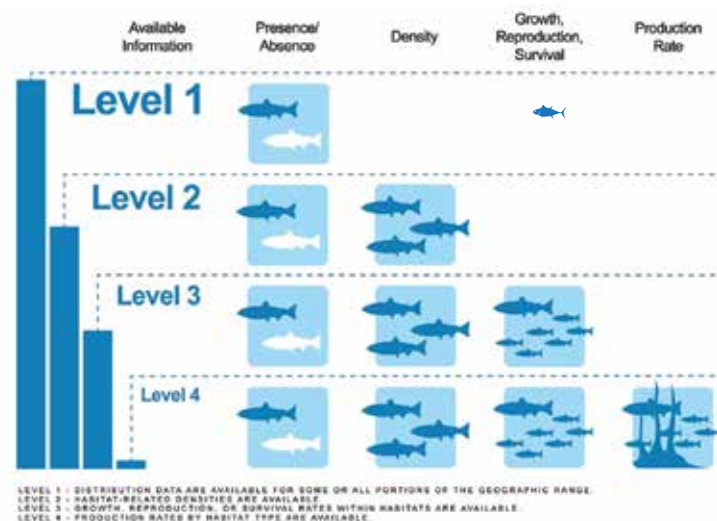 Available
Information
Presence/
Absence
Density
Growth,
Reproduction,
Survival
Production
Rate
Level 1
Level 2
Level 3
Level 4
LEVEL 1 - DISTRIBUTION DATA ARE AVAILABLE FOR SOME OR ALL PORTIONS OF THE GEOGRAPHIC RANGE.
LEVEL 2 - HABITAT-RELATED DENSITIES ARE AVAILABLE.
LEVEL 3 - GROWTH, REPRODUCTION, OR SURVIVAL RATES WITHIN HABITATS ARE AVAILABLE.
LEVEL 4 - PRODUCTION RATES BY HABITAT TYPE ARE AVAILABLE.